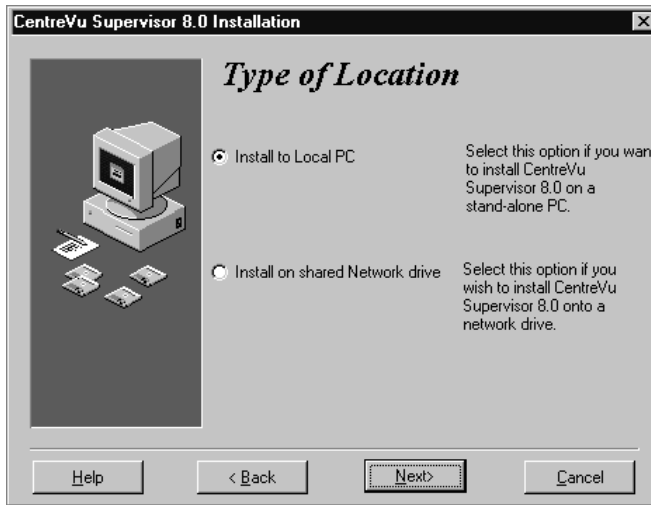 CentreVu Supervisor 8.0 Installation
Type of Location
Install to Local PC
Select this option if you wan
to install CentreVu
Supervisor 8.0 on a
stand-alone PC.
Install on shared Network drive
Select this option if you
wish to install CentreVu
Supervisor 8.0 onto a
network drive.
Help
< Back
Next>
Cancel